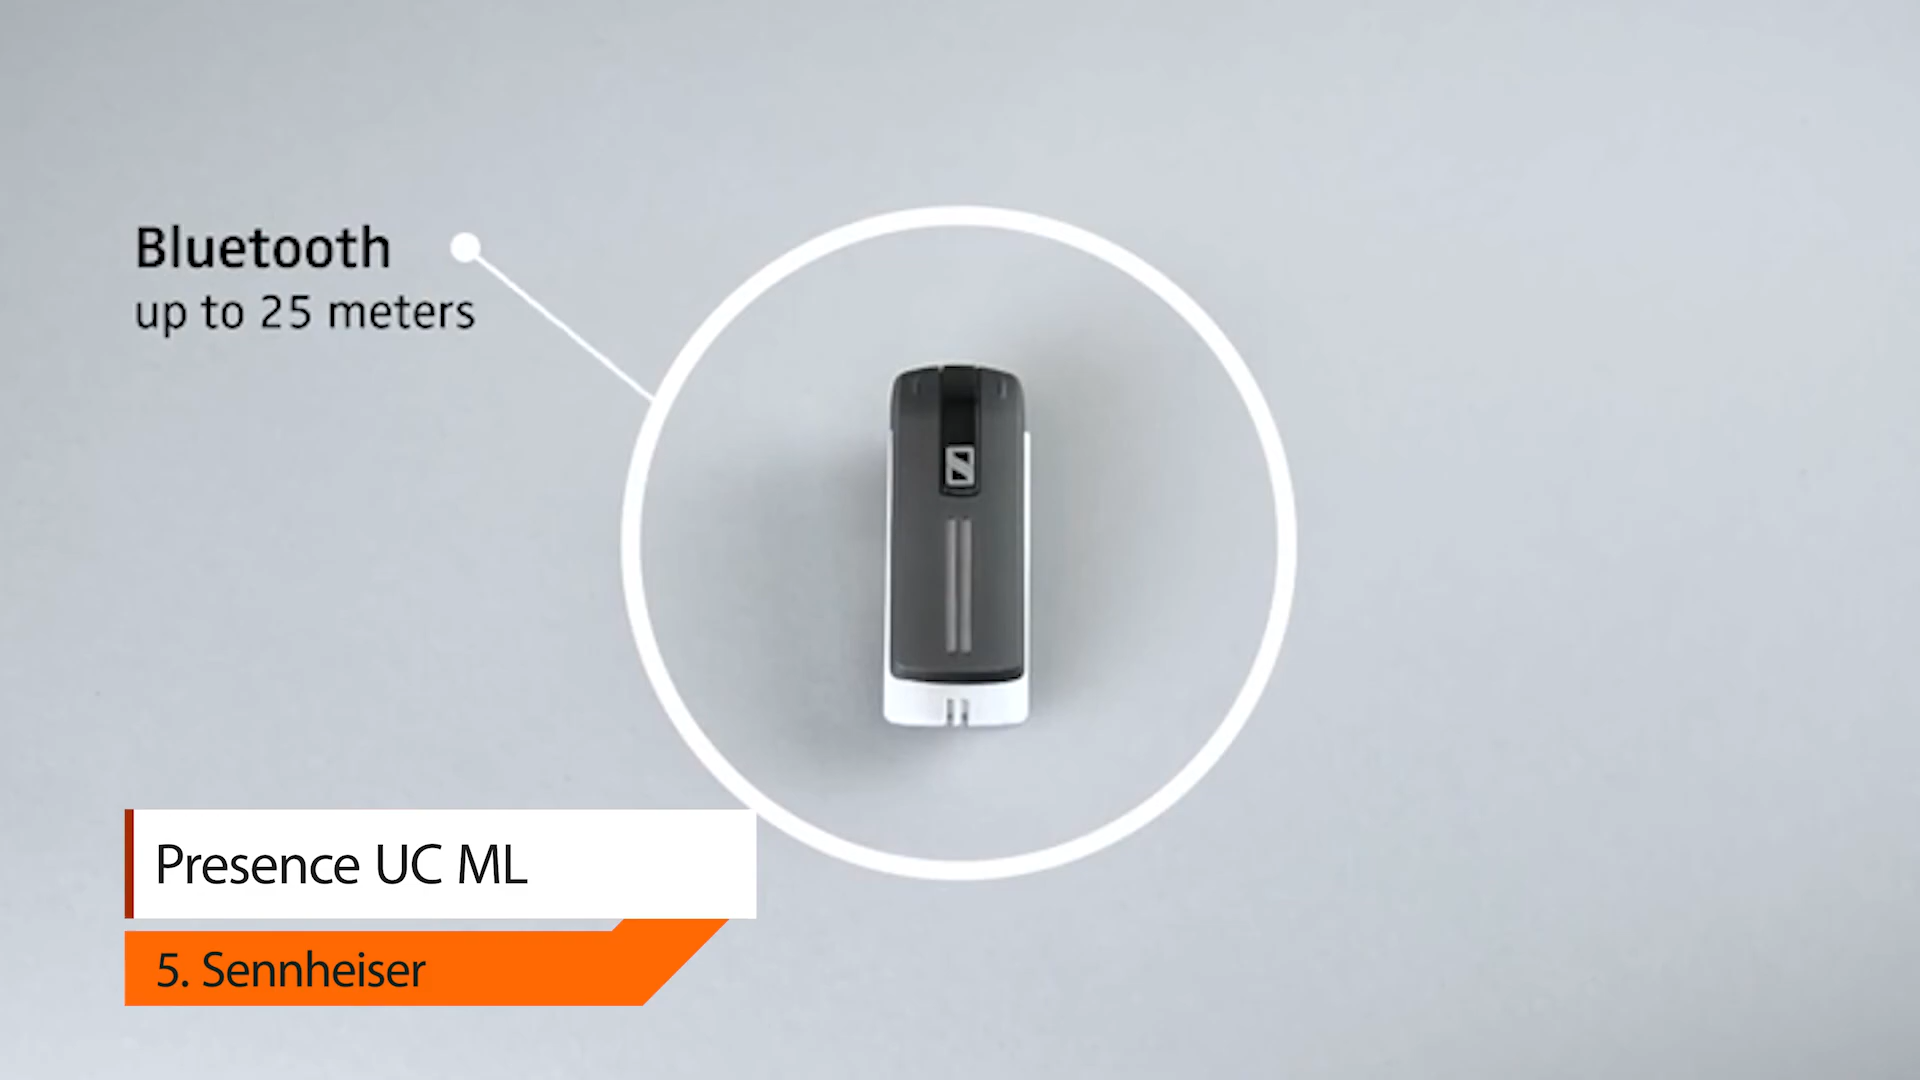 Bluetooth
up to 25 meters
Presence UC ML
5. Sennheiser